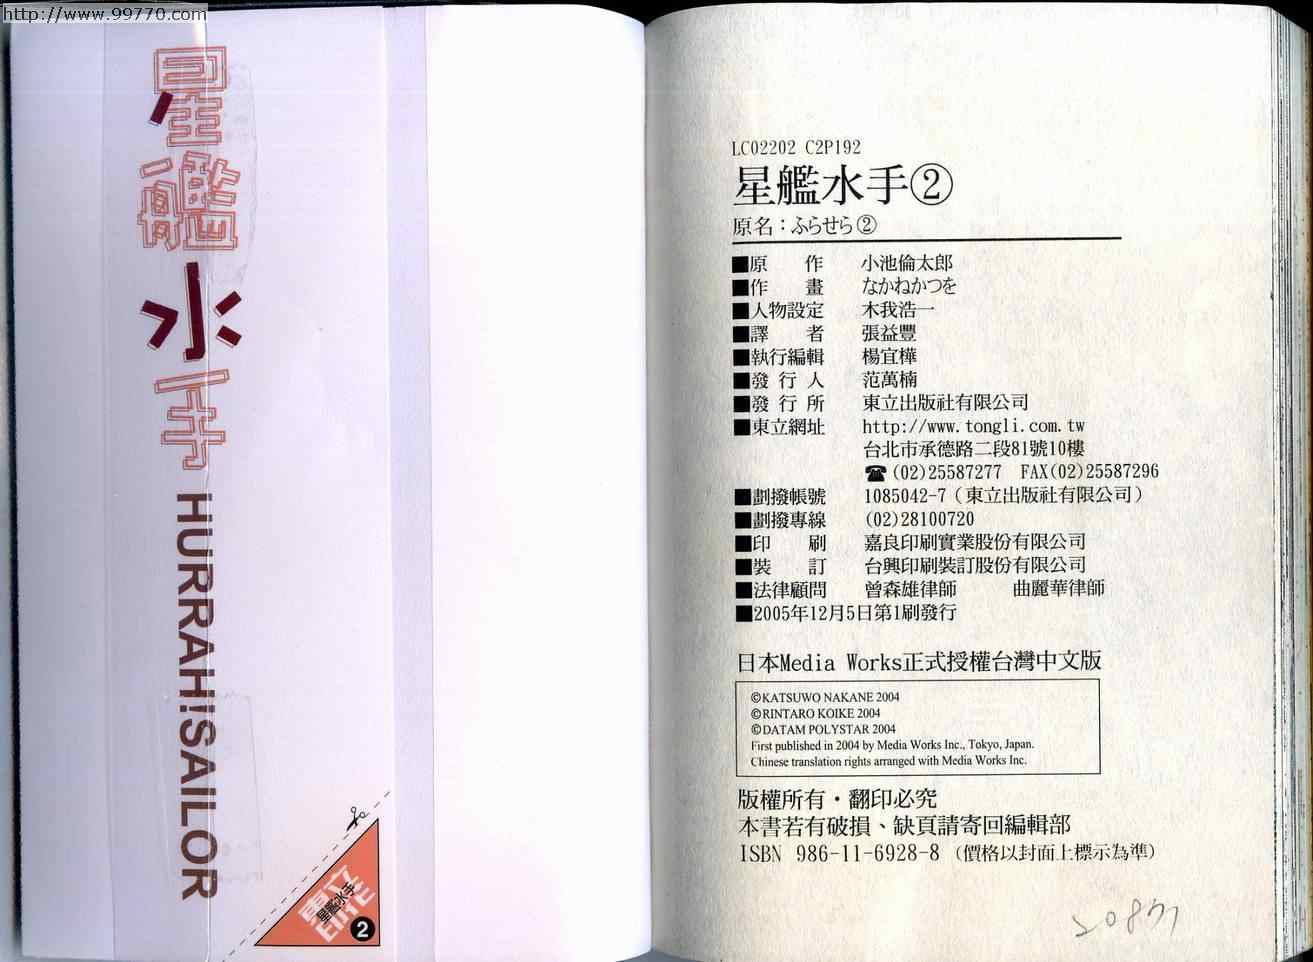 http://www.99770.com
星艦水手 HURRAH!SAILOR
東立
ELITE
星艦水手
2
LC02202 C2P192
星艦水手②
原名：ふらせら②
■原　　作　小池倫太郎
■作　　畫　なかねかつを
■人物設定　木我浩一
■譯　　者　張益豐
■執行編輯　楊宜樺
■發 行 人　范萬楠
■發 行 所　東立出版社有限公司
■東立網址　http://www.tongli.com.tw
台北市承德路二段81號10樓
☎(02)25587277　FAX(02)25587296
■劃撥帳號　1085042-7（東立出版社有限公司）
■劃撥專線　(02)28100720
■印　　刷　嘉良印刷實業股份有限公司
■裝　　訂　台興印刷裝訂股份有限公司
■法律顧問　曾森雄律師　　曲麗華律師
■2005年12月5日第1刷發行
日本Media Works正式授權台灣中文版
©KATSUWO NAKANE 2004
©RINTARO KOIKE 2004
©DATAM POLYSTAR 2004
First published in 2004 by Media Works Inc., Tokyo, Japan.
Chinese translation rights arranged with Media Works Inc.
版權所有・翻印必究
本書若有破損、缺頁請寄回編輯部
ISBN 986-11-6928-8（價格以封面上標示為準）